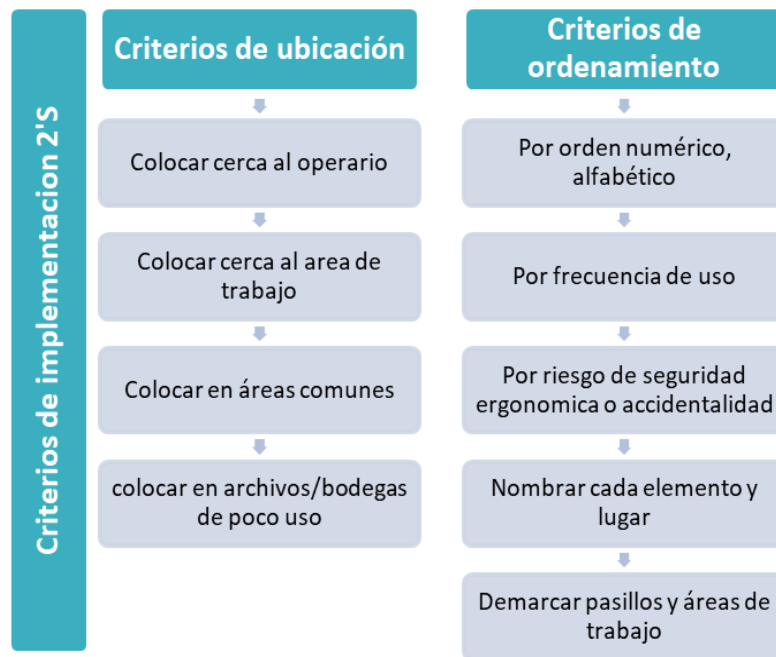 Criterios de implementacion 2'S
Criterios de ubicación
Colocar cerca al operario
Colocar cerca al area de
trabajo
Colocar en áreas comunes
colocar en archivos/bodegas
de poco uso
Criterios de
ordenamiento
Por orden numérico,
alfabético
Por frecuencia de uso
Por riesgo de seguridad
ergonomica o accidentalidad
Nombrar cada elemento y
lugar
Demarcar pasillos y áreas de
trabajo